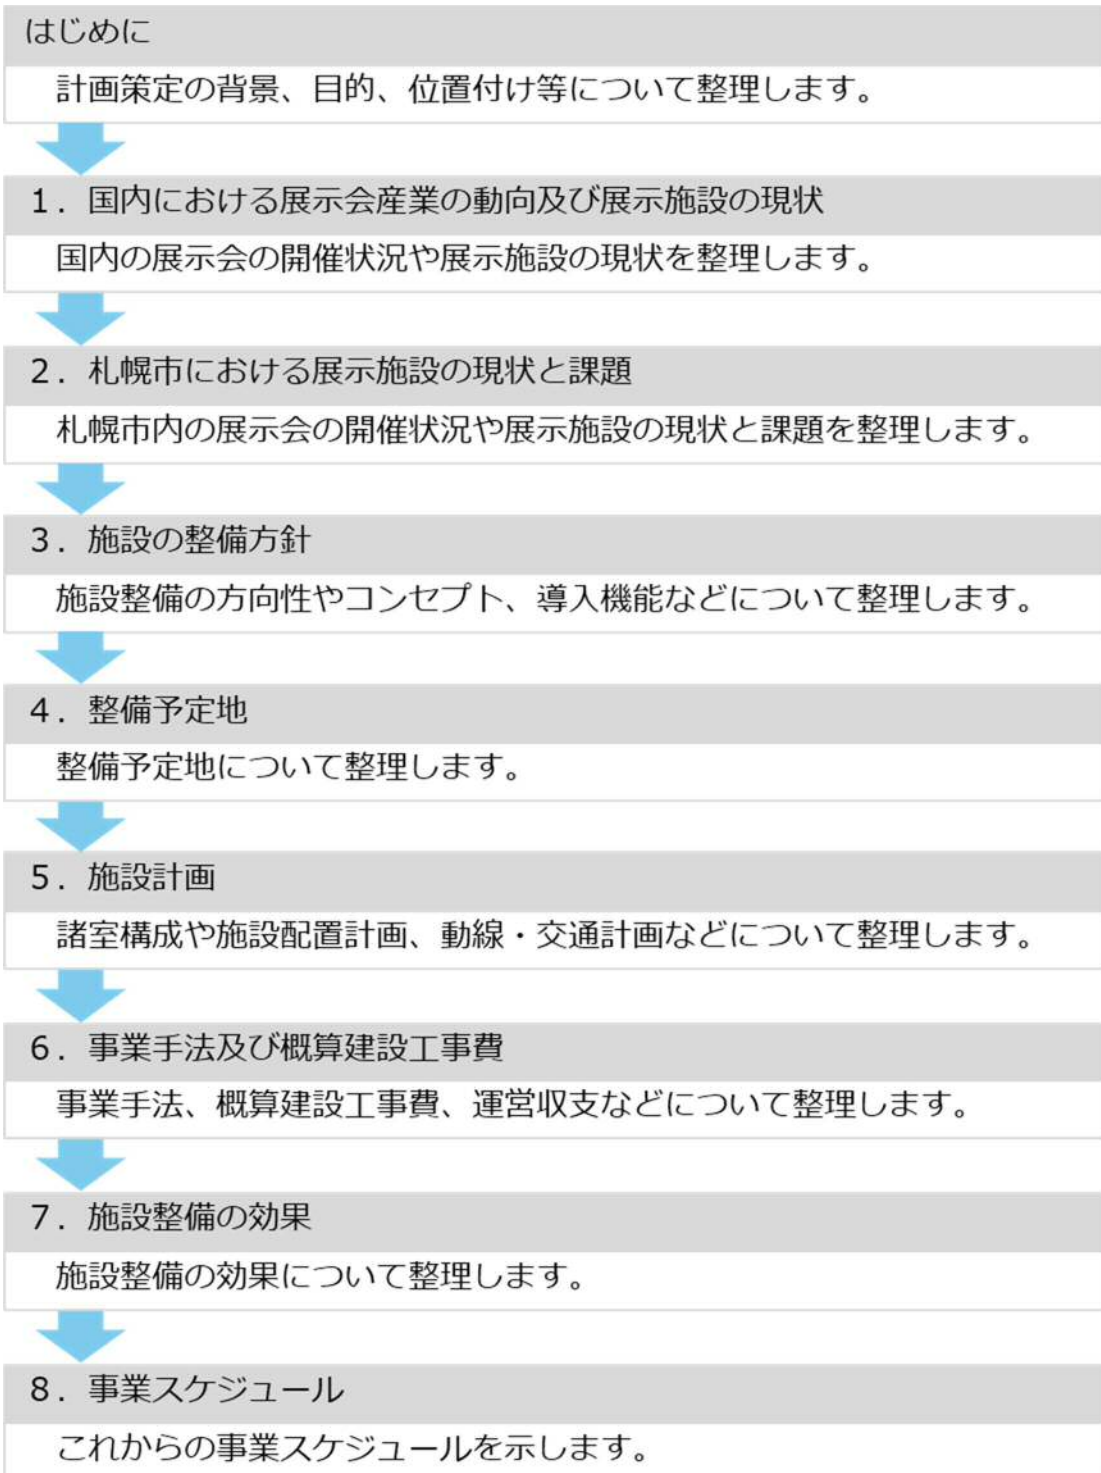 はじめに
計画策定の背景、目的、位置付け等について整理します。
1．国内における展示会産業の動向及び展示施設の現状
国内の展示会の開催状況や展示施設の現状を整理します。
2．札幌市における展示施設の現状と課題
札幌市内の展示会の開催状況や展示施設の現状と課題を整理します。
3．施設の整備方針
施設整備の方向性やコンセプト、導入機能などについて整理します。
4．整備予定地
整備予定地について整理します。
5．施設計画
諸室構成や施設配置計画、動線・交通計画などについて整理します。
6．事業手法及び概算建設工事費
事業手法、概算建設工事費、運営収支などについて整理します。
7．施設整備の効果
施設整備の効果について整理します。
8．事業スケジュール
これからの事業スケジュールを示します。